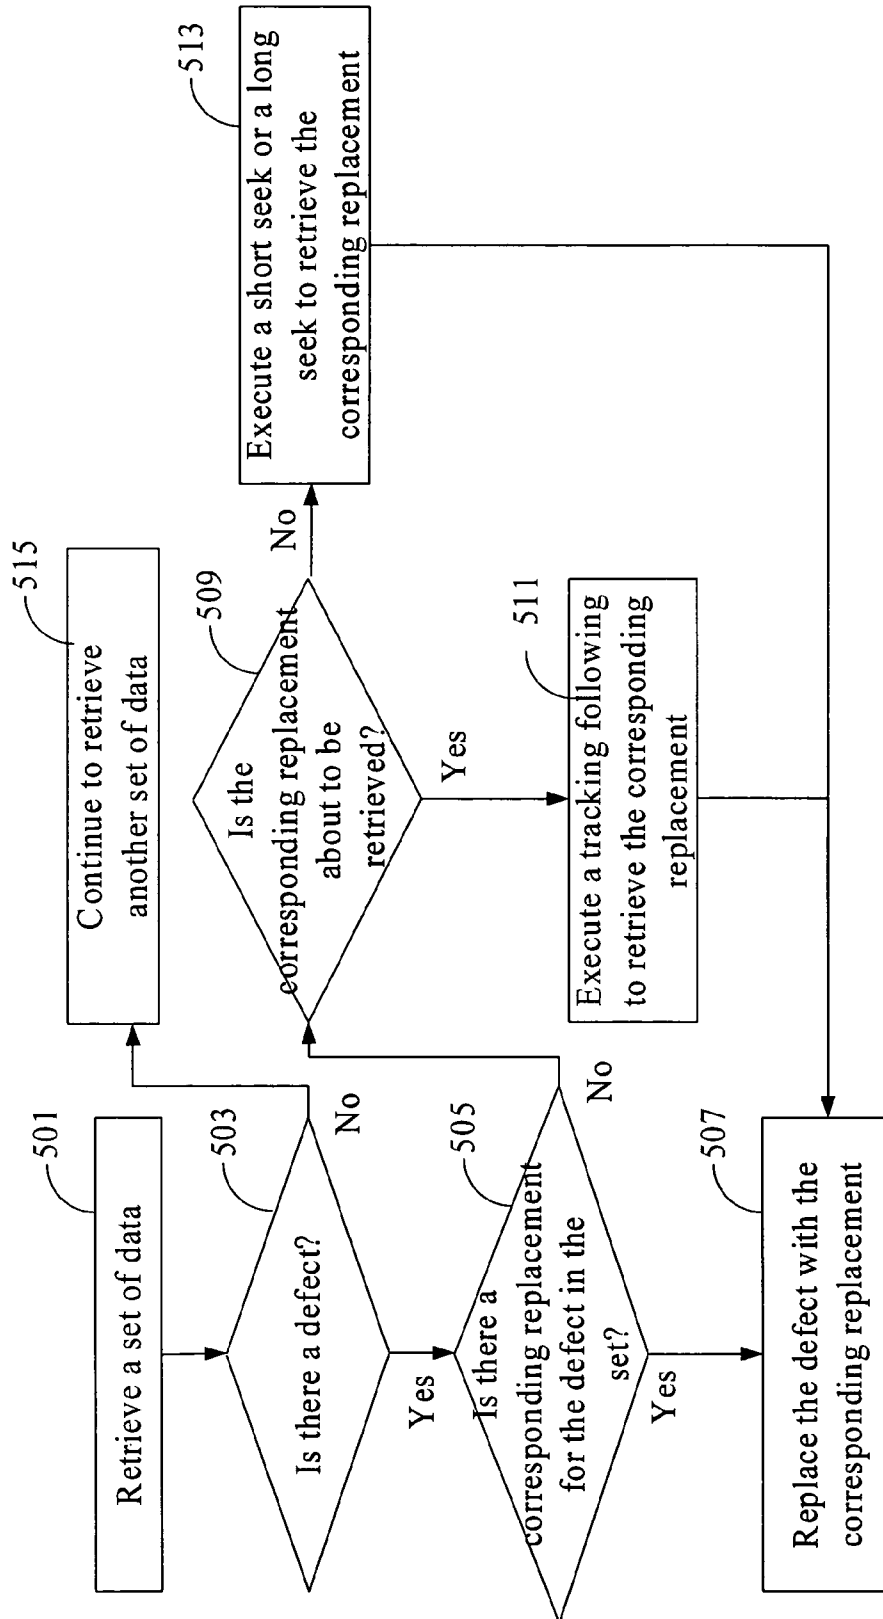 501
Retrieve a set of data
503
Is there a defect?
No
Yes
505
Is there a
corresponding replacement
for the defect in the
set?
No
Yes
507
Replace the defect with the
corresponding replacement
515
Continue to retrieve
another set of data
509
Is the
corresponding replacement
about to be
retrieved?
No
Yes
511
Execute a tracking following
to retrieve the corresponding
replacement
513
Execute a short seek or a long
seek to retrieve the
corresponding replacement